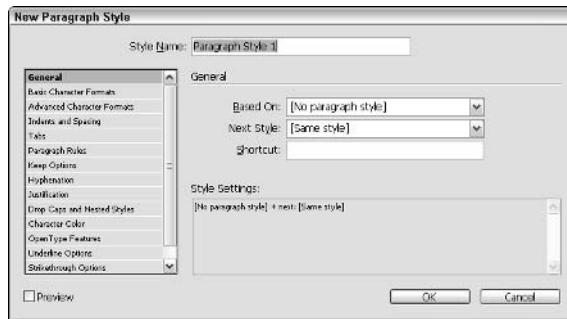 New Paragraph Style
Style Name: Paragraph Style 1
General
Basic Character Formats
Advanced Character Formats
Indents and Spacing
Tabs
Paragraph Rules
Keep Options
Hyphenation
Justification
Drop Caps and Nested Styles
Character Color
OpenType Features
Underline Options
Strikethrough Options
General
Based On: [No paragraph style]
Next Style: [Same style]
Shortcut:
Style Settings:
[No paragraph style] + next: [Same style]
Preview
OK
Cancel